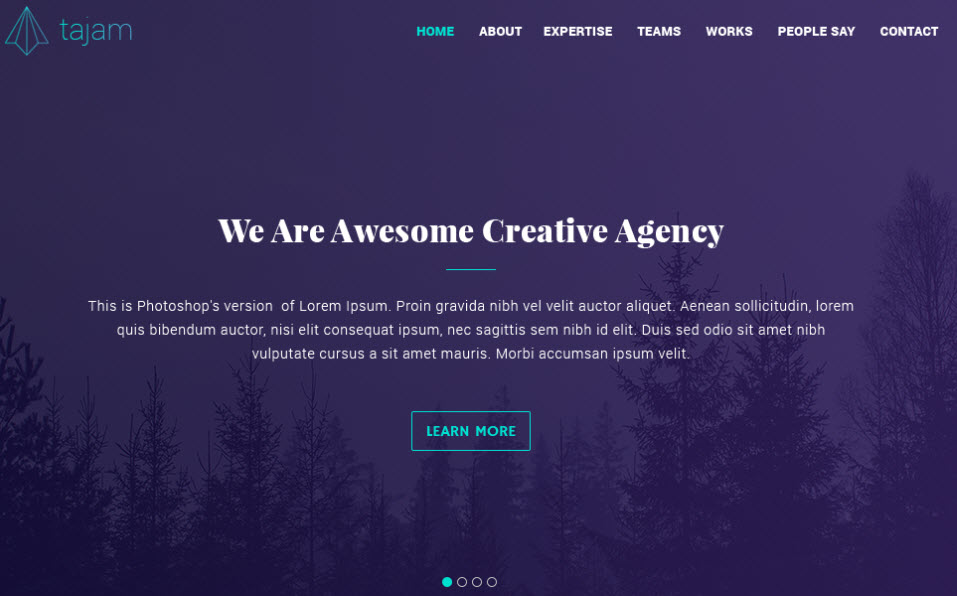 tajam
HOME ABOUT EXPERTISE TEAMS WORKS PEOPLE SAY CONTACT
We Are Awesome Creative Agency
This is Photoshop's version  of Lorem Ipsum. Proin gravida nibh vel velit auctor aliquet. Aenean sollicitudin, lorem
quis bibendum auctor, nisi elit consequat ipsum, nec sagittis sem nibh id elit. Duis sed odio sit amet nibh
vulputate cursus a sit amet mauris. Morbi accumsan ipsum velit.
LEARN MORE